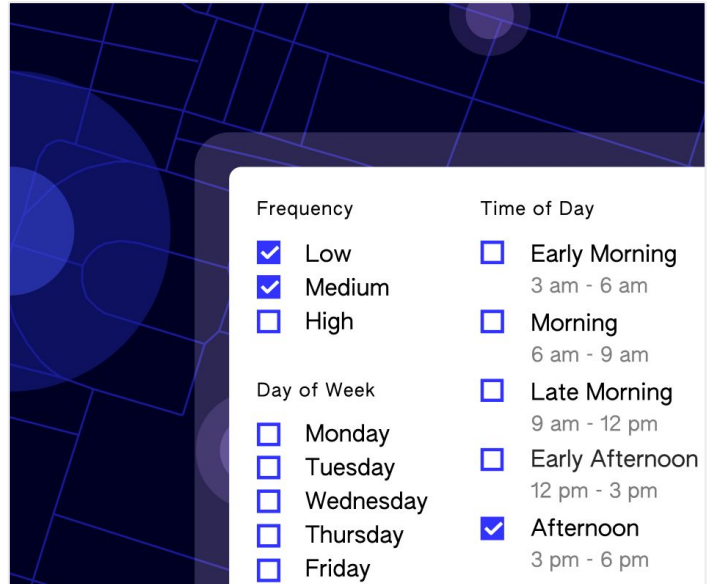 Frequency
Low
Medium
High
Day of Week
Monday
Tuesday
Wednesday
Thursday
Friday
Time of Day
Early Morning
3 am - 6 am
Morning
6 am - 9 am
Late Morning
9 am - 12 pm
Early Afternoon
12 pm - 3 pm
Afternoon
3 pm - 6 pm